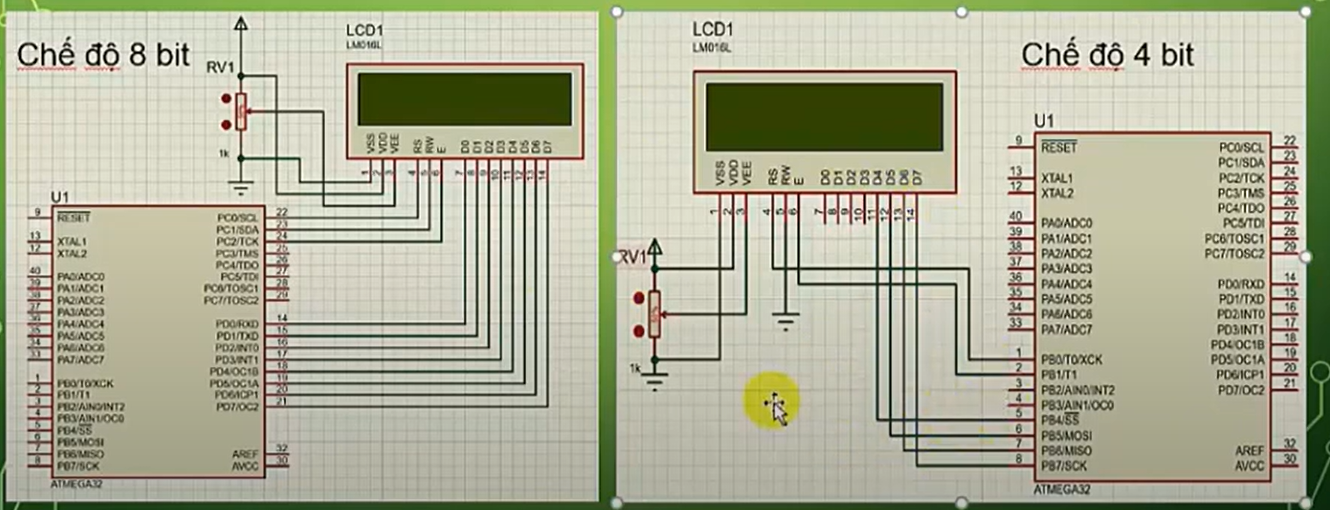 Chế độ 8 bit
RV1
1k
LCD1
LM016L
VSS VDD VEE RS RW E D0 D1 D2 D3 D4 D5 D6 D7
1 2 3 4 5 6 7 8 9 10 11 12 13 14
U1
9 RESET PC0/SCL 22
PC1/SDA 23
13 XTAL1 PC2/TCK 24
12 XTAL2 PC3/TMS 25
PC4/TDO 26
40 PA0/ADC0 PC5/TDI 27
39 PA1/ADC1 PC6/TOSC1 28
38 PA2/ADC2 PC7/TOSC2 29
37 PA3/ADC3
36 PA4/ADC4 PD0/RXD 14
35 PA5/ADC5 PD1/TXD 15
34 PA6/ADC6 PD2/INT0 16
33 PA7/ADC7 PD3/INT1 17
PD4/OC1B 18
1 PB0/T0/XCK PD5/OC1A 19
2 PB1/T1 PD6/ICP1 20
3 PB2/AIN0/INT2 PD7/OC2 21
4 PB3/AIN1/OC0
5 PB4/SS
6 PB5/MOSI
7 PB6/MISO AREF 32
8 PB7/SCK AVCC 30
ATMEGA32
LCD1
LM016L
VSS VDD VEE RS RW E D0 D1 D2 D3 D4 D5 D6 D7
1 2 3 4 5 6 7 8 9 10 11 12 13 14
RV1
1k
Chế độ 4 bit
U1
9 RESET PC0/SCL 22
PC1/SDA 23
13 XTAL1 PC2/TCK 24
12 XTAL2 PC3/TMS 25
PC4/TDO 26
40 PA0/ADC0 PC5/TDI 27
39 PA1/ADC1 PC6/TOSC1 28
38 PA2/ADC2 PC7/TOSC2 29
37 PA3/ADC3
36 PA4/ADC4 PD0/RXD 14
35 PA5/ADC5 PD1/TXD 15
34 PA6/ADC6 PD2/INT0 16
33 PA7/ADC7 PD3/INT1 17
PD4/OC1B 18
1 PB0/T0/XCK PD5/OC1A 19
2 PB1/T1 PD6/ICP1 20
3 PB2/AIN0/INT2 PD7/OC2 21
4 PB3/AIN1/OC0
5 PB4/SS
6 PB5/MOSI
7 PB6/MISO AREF 32
8 PB7/SCK AVCC 30
ATMEGA32